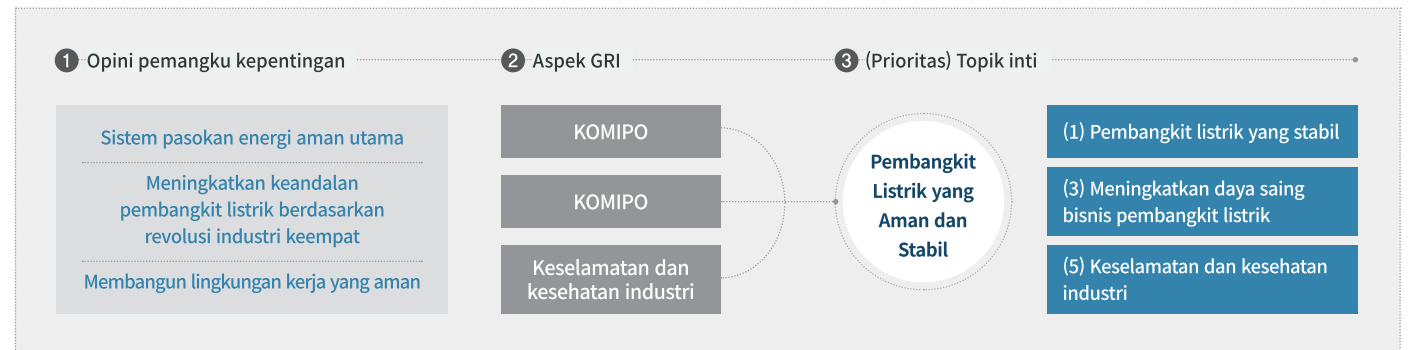 1 Opini pemangku kepentingan
2 Aspek GRI
3 (Prioritas) Topik inti
Sistem pasokan energi aman utama
Meningkatkan keandalan
pembangkit listrik berdasarkan
revolusi industri keempat
Membangun lingkungan kerja yang aman
KOMIPO
KOMIPO
Keselamatan dan
kesehatan industri
Pembangkit
Listrik yang
Aman dan
Stabil
(1) Pembangkit listrik yang stabil
(3) Meningkatkan daya saing
bisnis pembangkit listrik
(5) Keselamatan dan kesehatan
industri